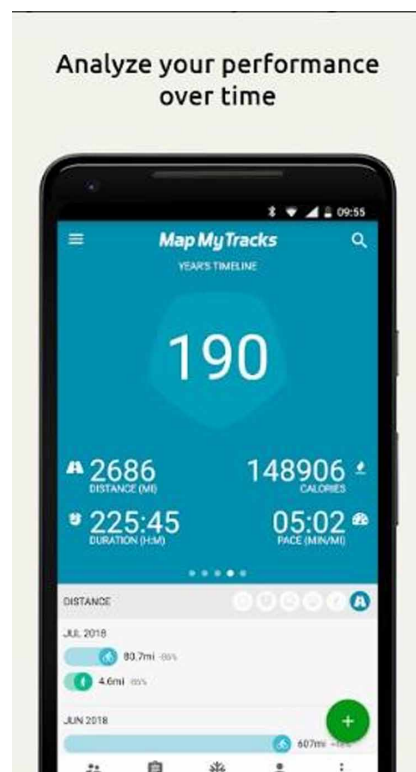 Analyze your performance
over time
09:55
Map My Tracks
YEAR'S TIMELINE
190
2686
DISTANCE (MI)
148906
CALORIES
225:45
DURATION (H:M)
05:02
PACE (MIN/MI)
DISTANCE
JUL 2018
80.7mi
4.6mi
JUN 2018
607mi
+